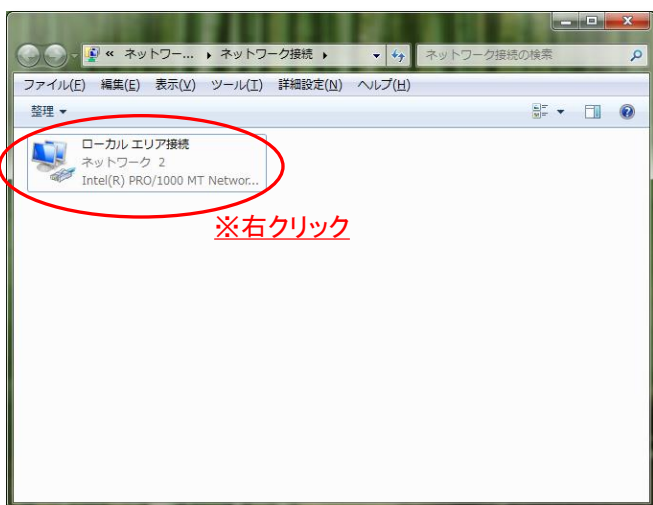 « ネットワー... ▸ ネットワーク接続 ▸ ネットワーク接続の検索
ファイル(F) 編集(E) 表示(V) ツール(T) 詳細設定(N) ヘルプ(H)
整理 ▼
ローカル エリア接続
ネットワーク 2
Intel(R) PRO/1000 MT Networ...
※右クリック